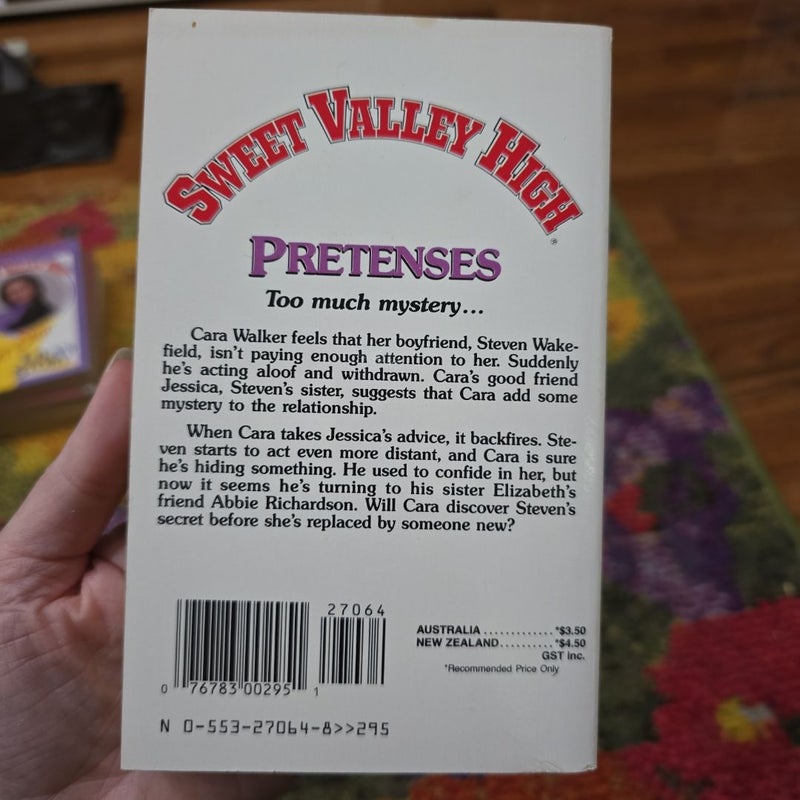 SWEET VALLEY HIGH®
PRETENSES
Too much mystery...
Cara Walker feels that her boyfriend, Steven Wake-
field, isn't paying enough attention to her. Suddenly
he's acting aloof and withdrawn. Cara's good friend
Jessica, Steven's sister, suggests that Cara add some
mystery to the relationship.
When Cara takes Jessica's advice, it backfires. Ste-
ven starts to act even more distant, and Cara is sure
he's hiding something. He used to confide in her, but
now it seems he's turning to his sister Elizabeth's
friend Abbie Richardson. Will Cara discover Steven's
secret before she's replaced by someone new?
27064
0 76783 00295 1
AUSTRALIA ............ *$3.50
NEW ZEALAND.......... *$4.50
GST inc.
*Recommended Price Only
N 0-553-27064-8>>295